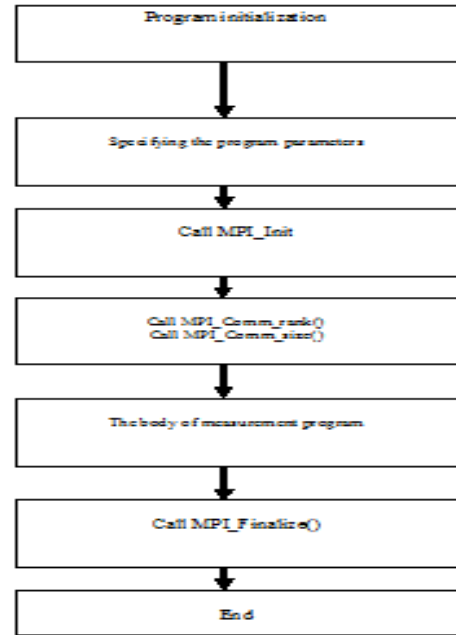 Program initialization
Specifying the program parameters
Call MPI_Init
Call MPI_Comm_rank()
Call MPI_Comm_size()
The body of measurement program
Call MPI_Finalize()
End